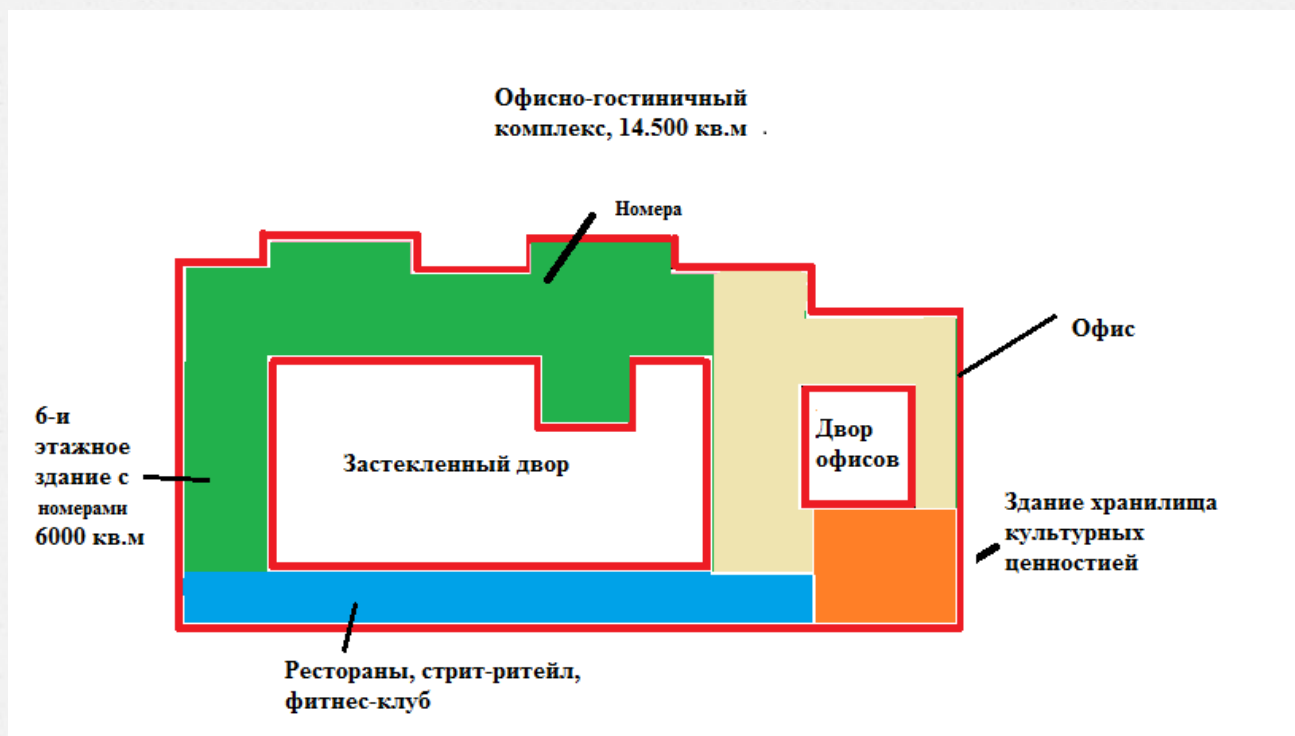 Офисно-гостиничный
комплекс, 14.500 кв.м .
Номера
Офис
6-и
этажное
здание с
номерами
6000 кв.м
Застекленный двор
Двор
офисов
Здание хранилища
культурных
ценностией
Рестораны, стрит-ритейл,
фитнес-клуб